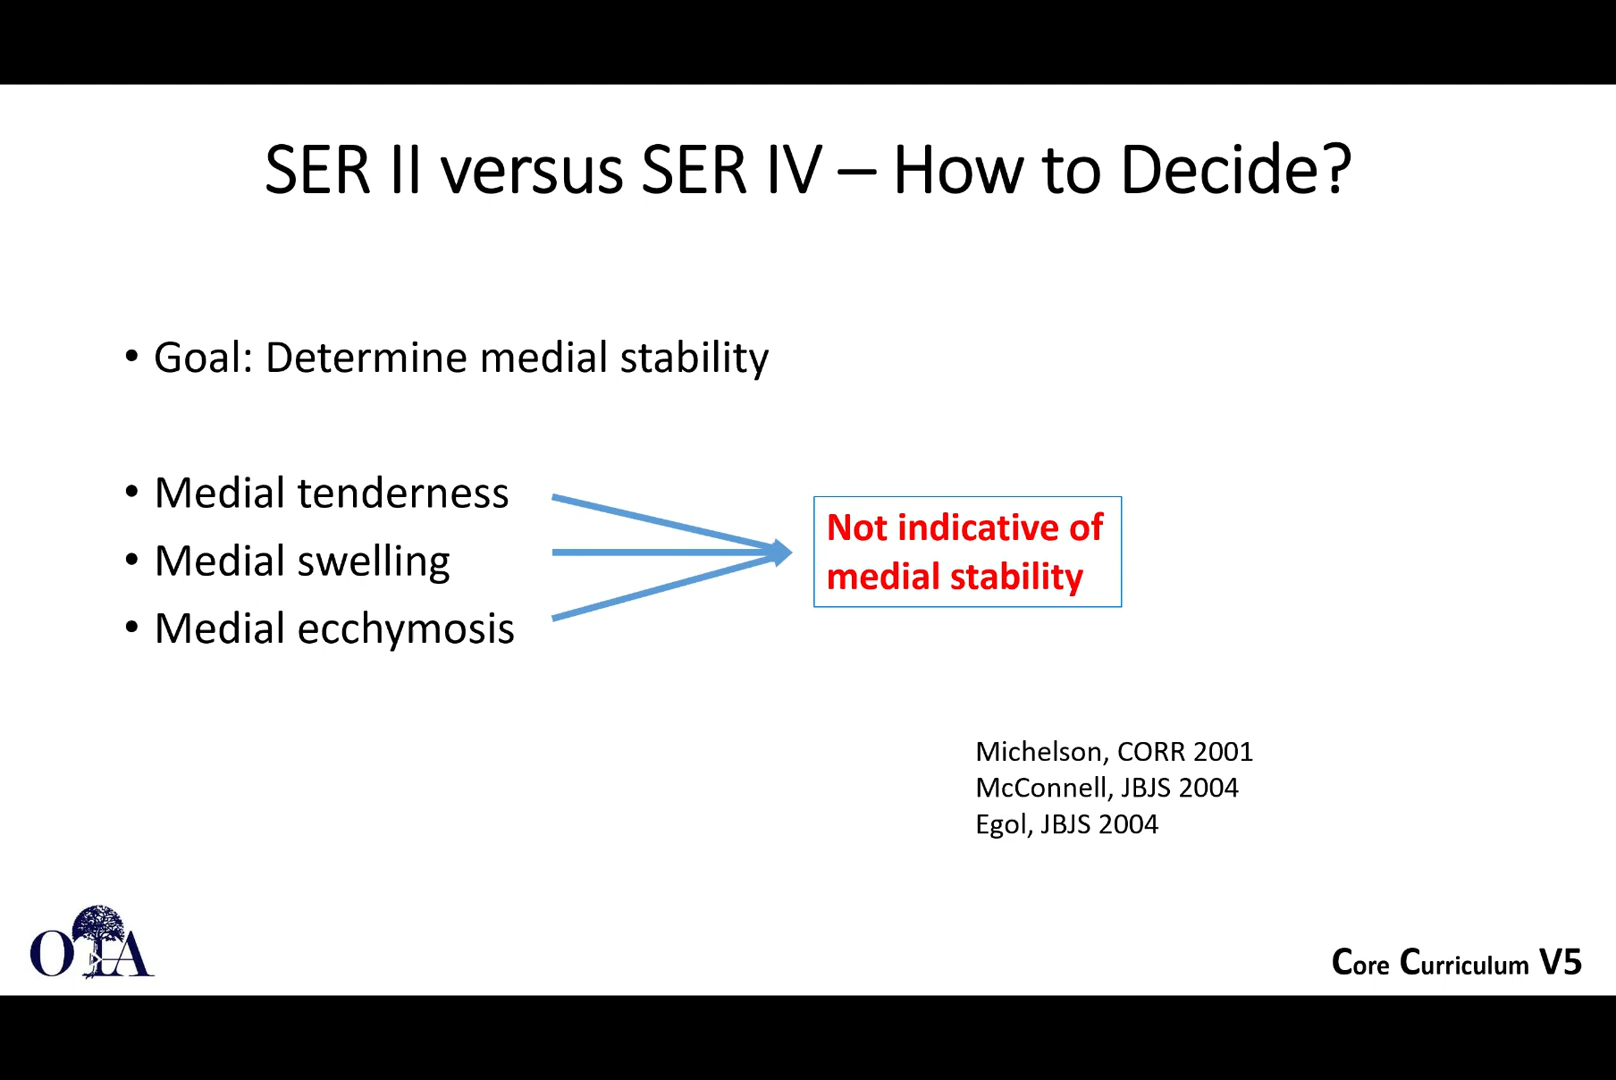 SER II versus SER IV – How to Decide?
• Goal: Determine medial stability
• Medial tenderness
• Medial swelling
• Medial ecchymosis
Not indicative of
medial stability
Michelson, CORR 2001
McConnell, JBJS 2004
Egol, JBJS 2004
OTA
Core Curriculum V5